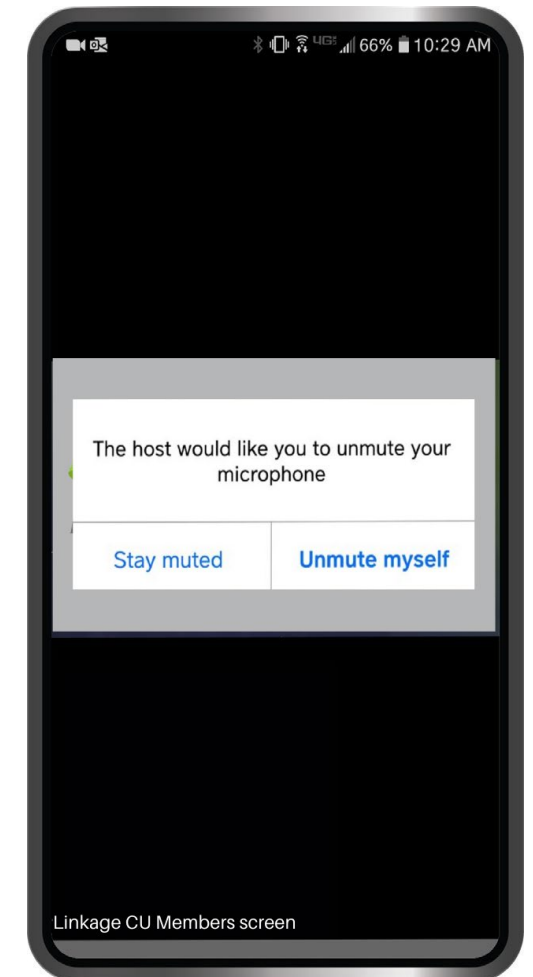 4G 66% 10:29 AM
The host would like you to unmute your
microphone
Stay muted Unmute myself
Linkage CU Members screen